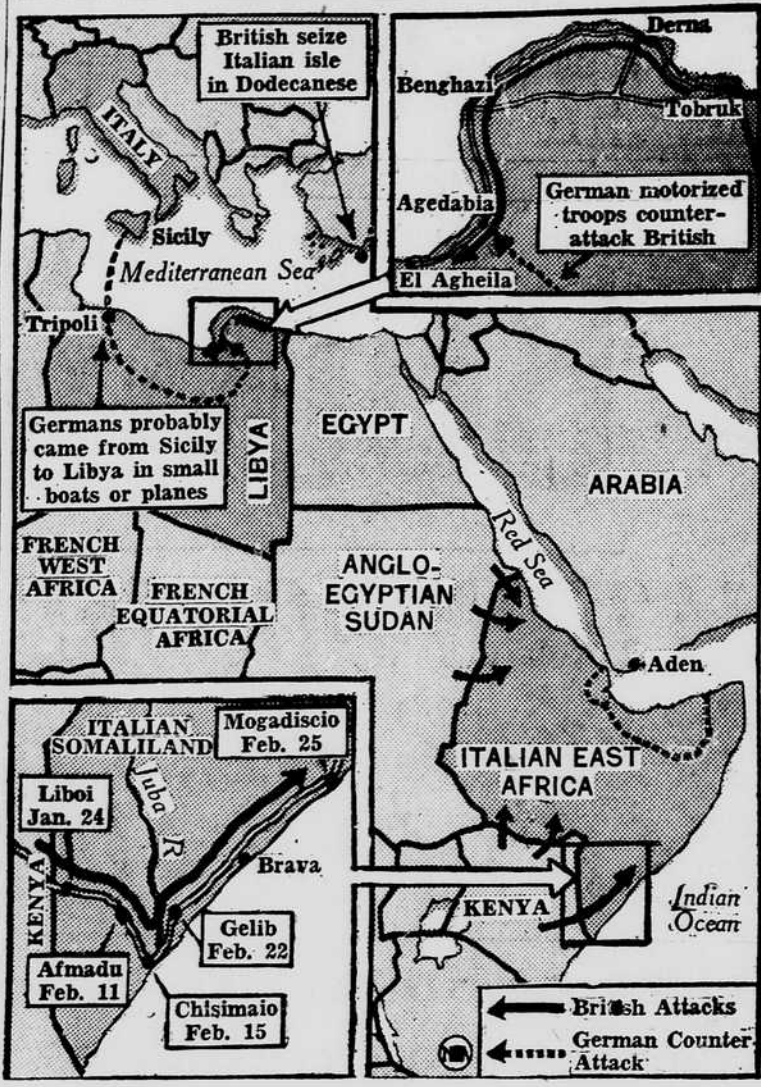 British seize
Italian isle
in Dodecanese
ITALY
Sicily
Mediterranean Sea
Tripoli
Germans probably
came from Sicily
to Libya in small
boats or planes
LIBYA
EGYPT
ARABIA
Red Sea
FRENCH
WEST
AFRICA
FRENCH
EQUATORIAL
AFRICA
ANGLO-
EGYPTIAN
SUDAN
Aden
ITALIAN EAST
AFRICA
KENYA
Indian
Ocean
Derna
Benghazi
Tobruk
Agedabia
German motorized
troops counter-
attack British
El Agheila
ITALIAN
SOMALILAND
Mogadiscio
Feb. 25
Juba R
Liboi
Jan. 24
KENYA
Brava
Gelib
Feb. 22
Afmadu
Feb. 11
Chisimaio
Feb. 15
British Attacks
German Counter
Attack
NEA